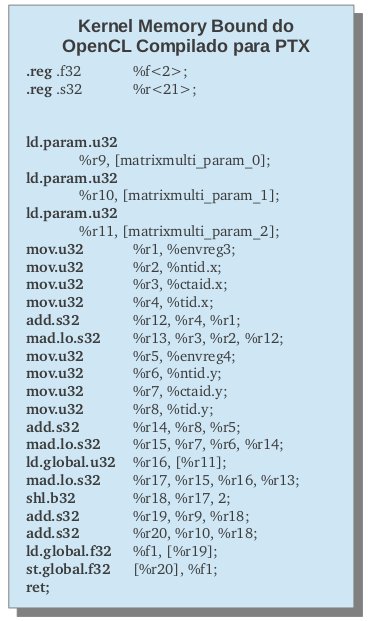 Kernel Memory Bound do
OpenCL Compilado para PTX
.reg .f32 %f<2>;
.reg .s32 %r<21>;
ld.param.u32
%r9, [matrixmulti_param_0];
ld.param.u32
%r10, [matrixmulti_param_1];
ld.param.u32
%r11, [matrixmulti_param_2];
mov.u32 %r1, %envreg3;
mov.u32 %r2, %ntid.x;
mov.u32 %r3, %ctaid.x;
mov.u32 %r4, %tid.x;
add.s32 %r12, %r4, %r1;
mad.lo.s32 %r13, %r3, %r2, %r12;
mov.u32 %r5, %envreg4;
mov.u32 %r6, %ntid.y;
mov.u32 %r7, %ctaid.y;
mov.u32 %r8, %tid.y;
add.s32 %r14, %r8, %r5;
mad.lo.s32 %r15, %r7, %r6, %r14;
ld.global.u32 %r16, [%r11];
mad.lo.s32 %r17, %r15, %r16, %r13;
shl.b32 %r18, %r17, 2;
add.s32 %r19, %r9, %r18;
add.s32 %r20, %r10, %r18;
ld.global.f32 %f1, [%r19];
st.global.f32 [%r20], %f1;
ret;